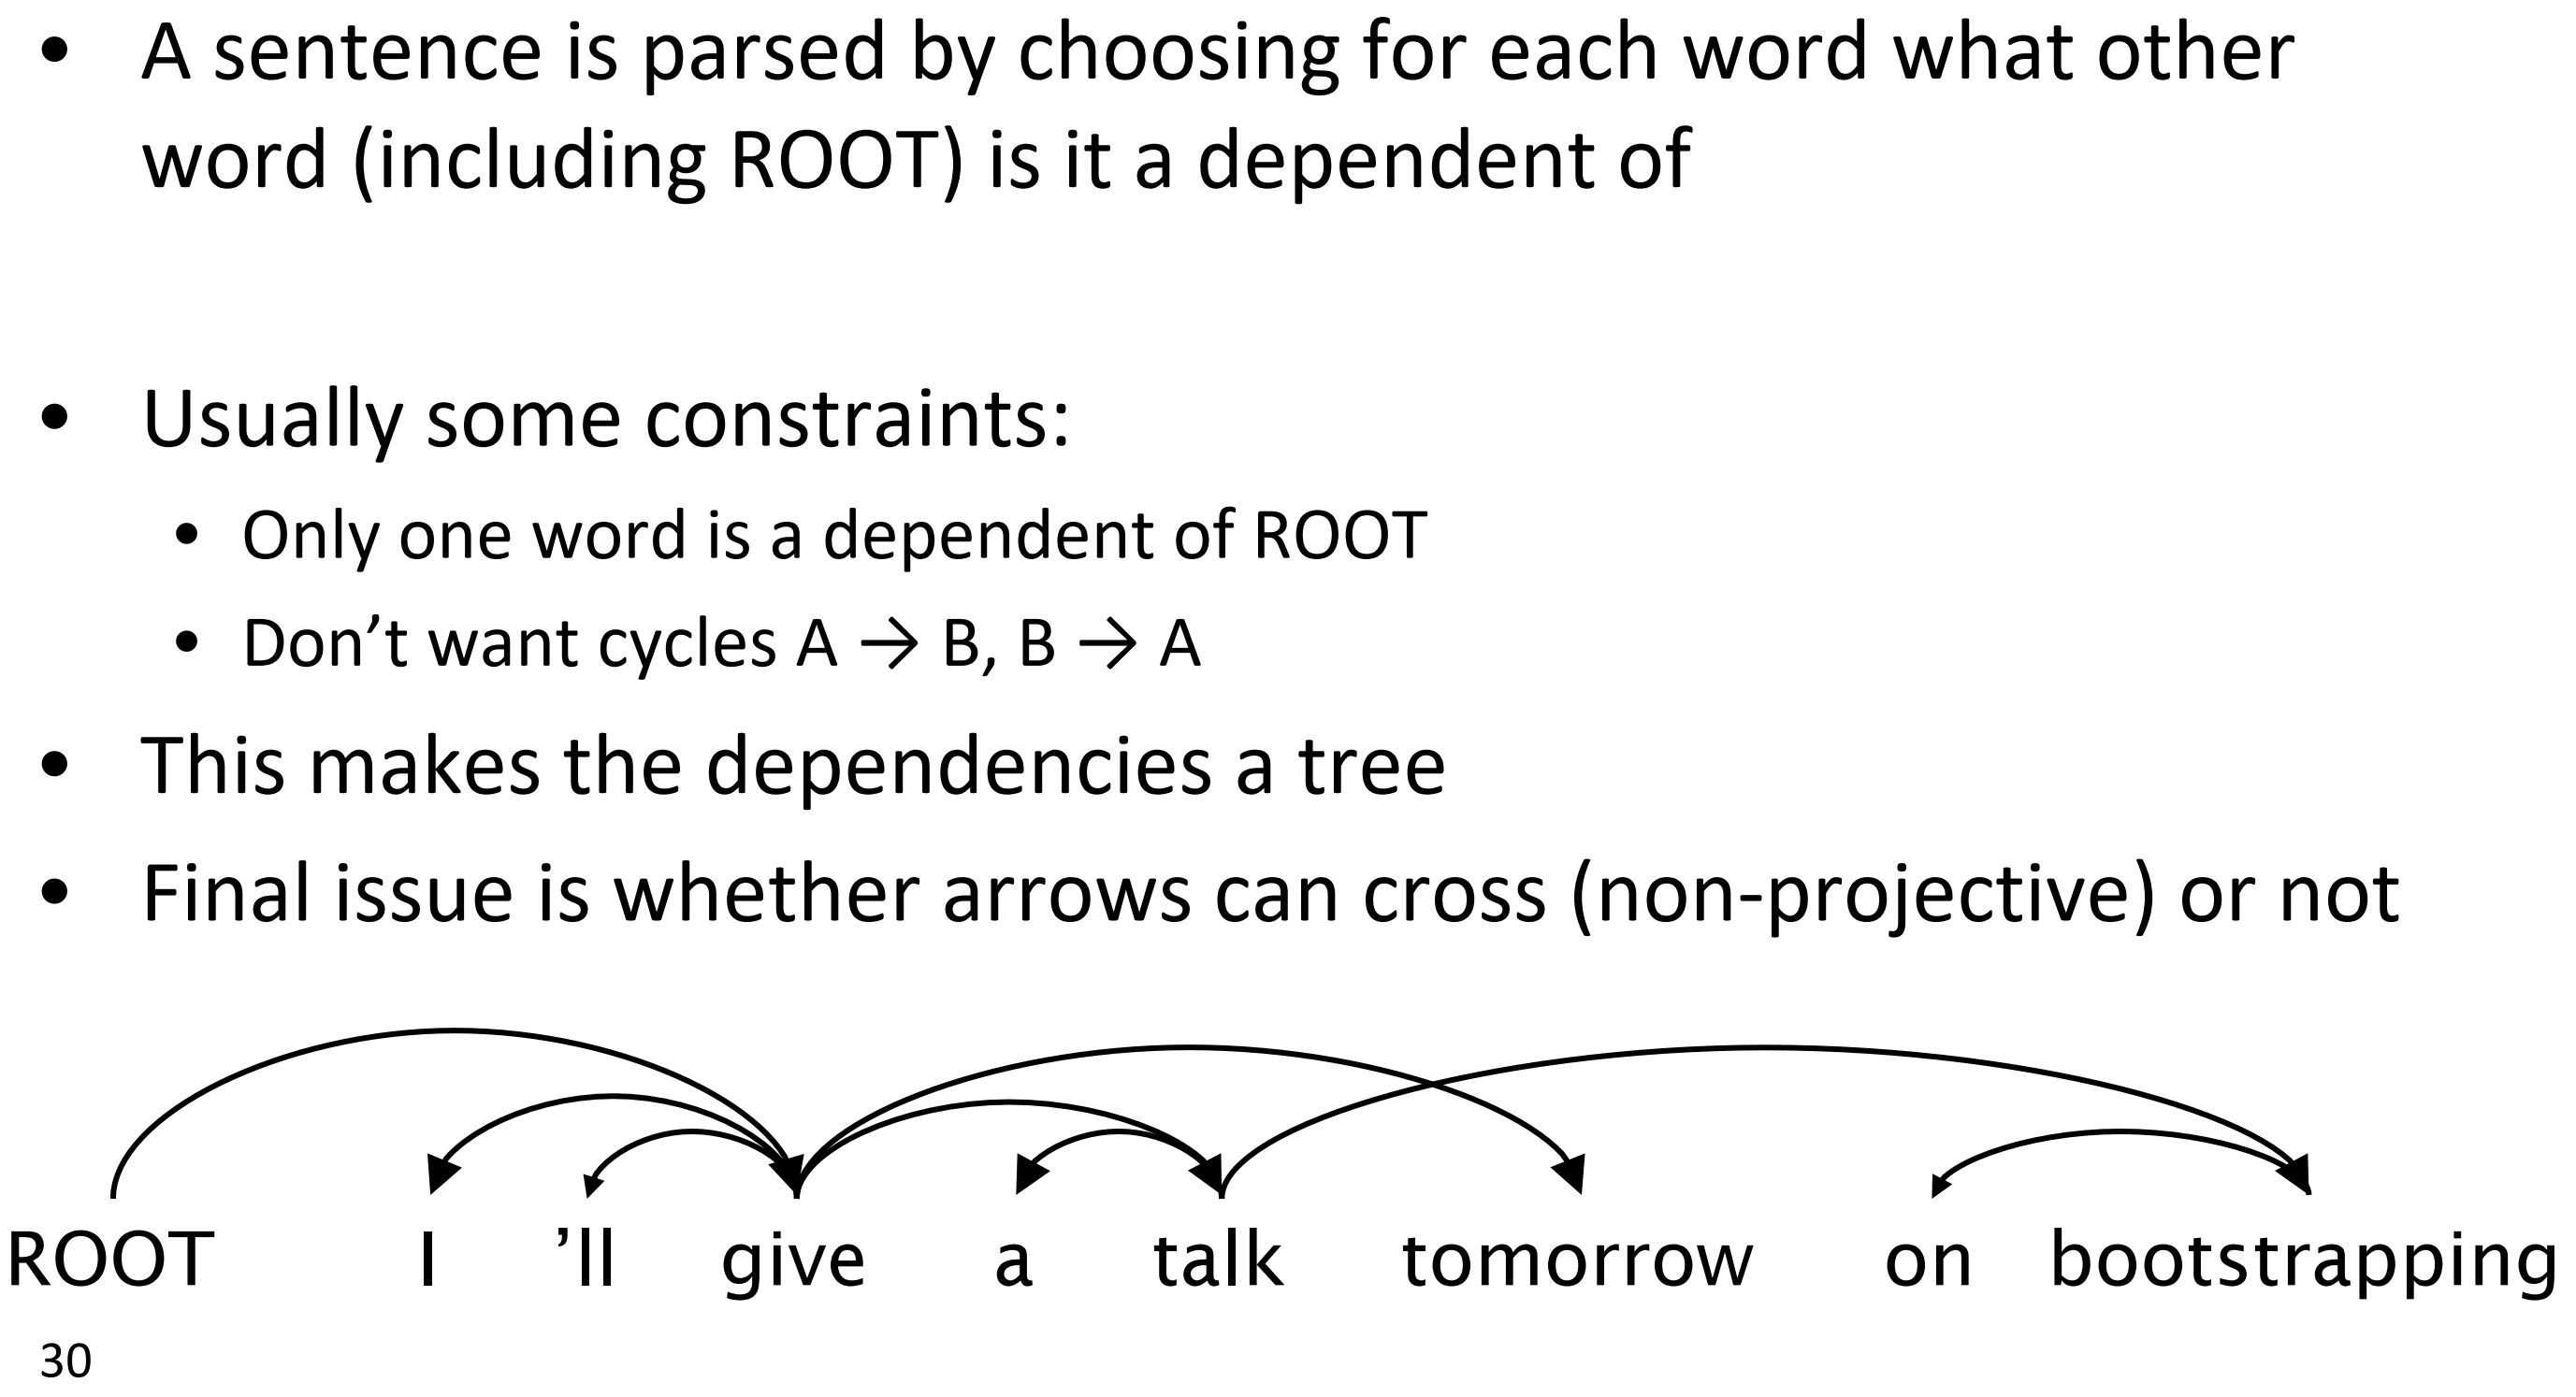 • A sentence is parsed by choosing for each word what other
word (including ROOT) is it a dependent of
• Usually some constraints:
• Only one word is a dependent of ROOT
• Don’t want cycles A → B, B → A
• This makes the dependencies a tree
• Final issue is whether arrows can cross (non-projective) or not
ROOT I ’ll give a talk tomorrow on bootstrapping
30